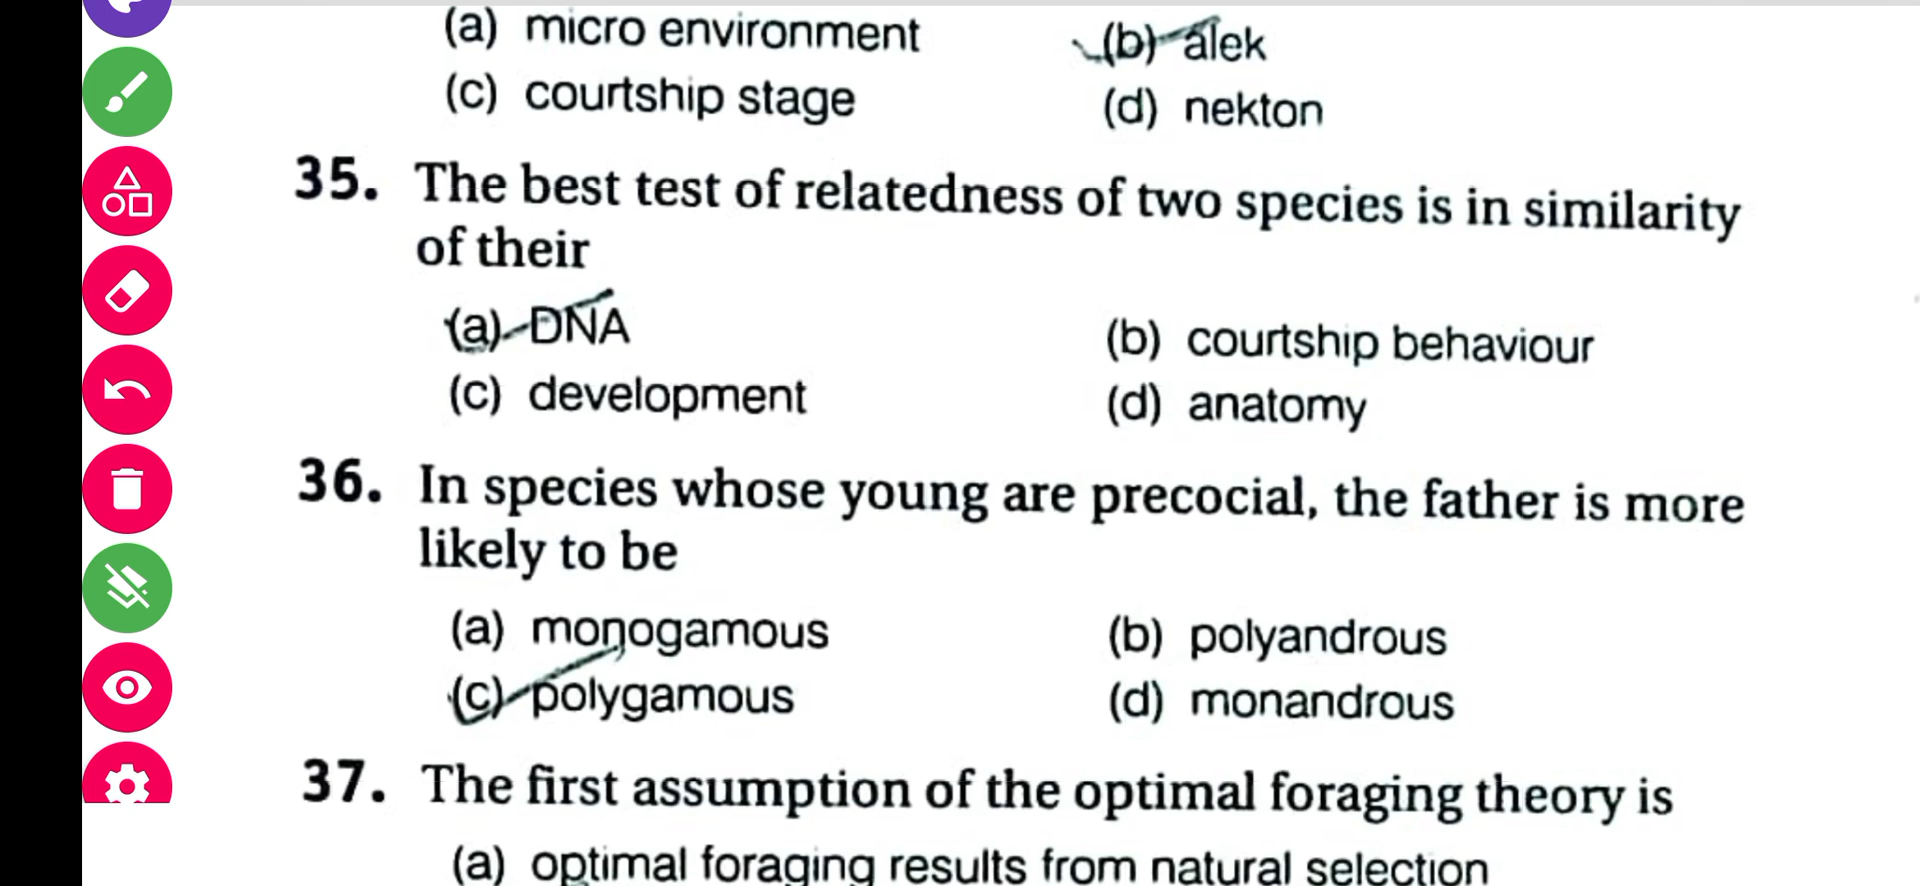 (a) micro environment (b) alek
(c) courtship stage (d) nekton
35. The best test of relatedness of two species is in similarity
of their
(a) DNA (b) courtship behaviour
(c) development (d) anatomy
36. In species whose young are precocial, the father is more
likely to be
(a) monogamous (b) polyandrous
(c) polygamous (d) monandrous
37. The first assumption of the optimal foraging theory is
(a) optimal foraging results from natural selection